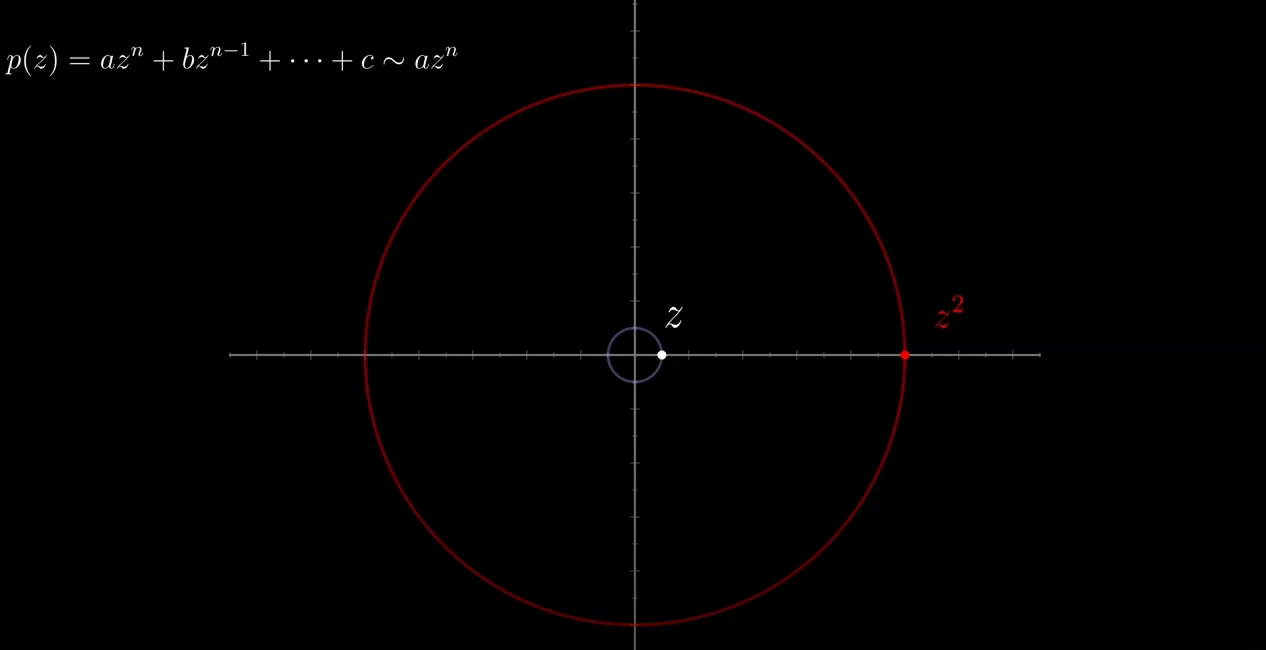 p(z) = az^n + bz^{n-1} + ⋯ + c ∼ az^n
z^2
z